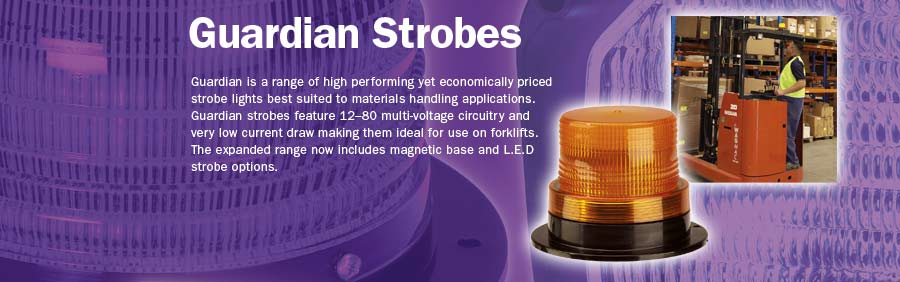 Guardian Strobes
Guardian is a range of high performing yet economically priced
strobe lights best suited to materials handling applications.
Guardian strobes feature 12–80 multi-voltage circuitry and
very low current draw making them ideal for use on forklifts.
The expanded range now includes magnetic base and L.E.D
strobe options.